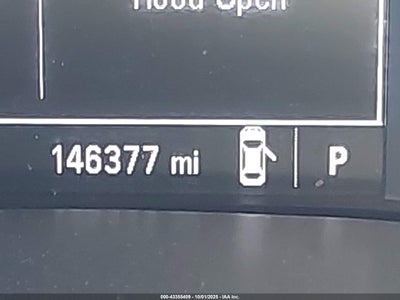 Hood Open
146377 mi P
000-43355409 - 10/01/2025 - IAA Inc.